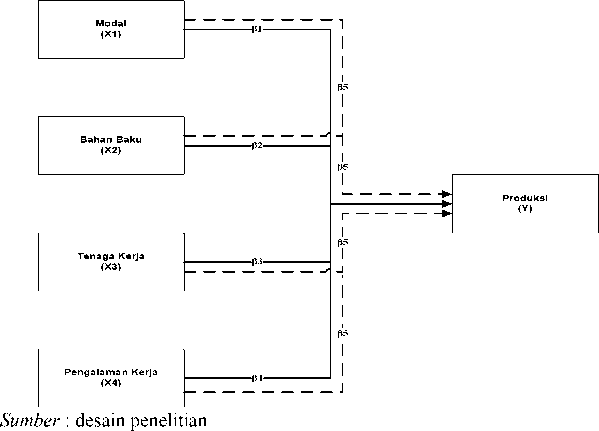 Modal
(X1)
β1
β5
Bahan Baku
(X2)
β2
β5
Produksi
(Y)
Tenaga Kerja
(X3)
β3
β5
β5
Pengalaman Kerja
(X4)
β4
Sumber : desain penelitian